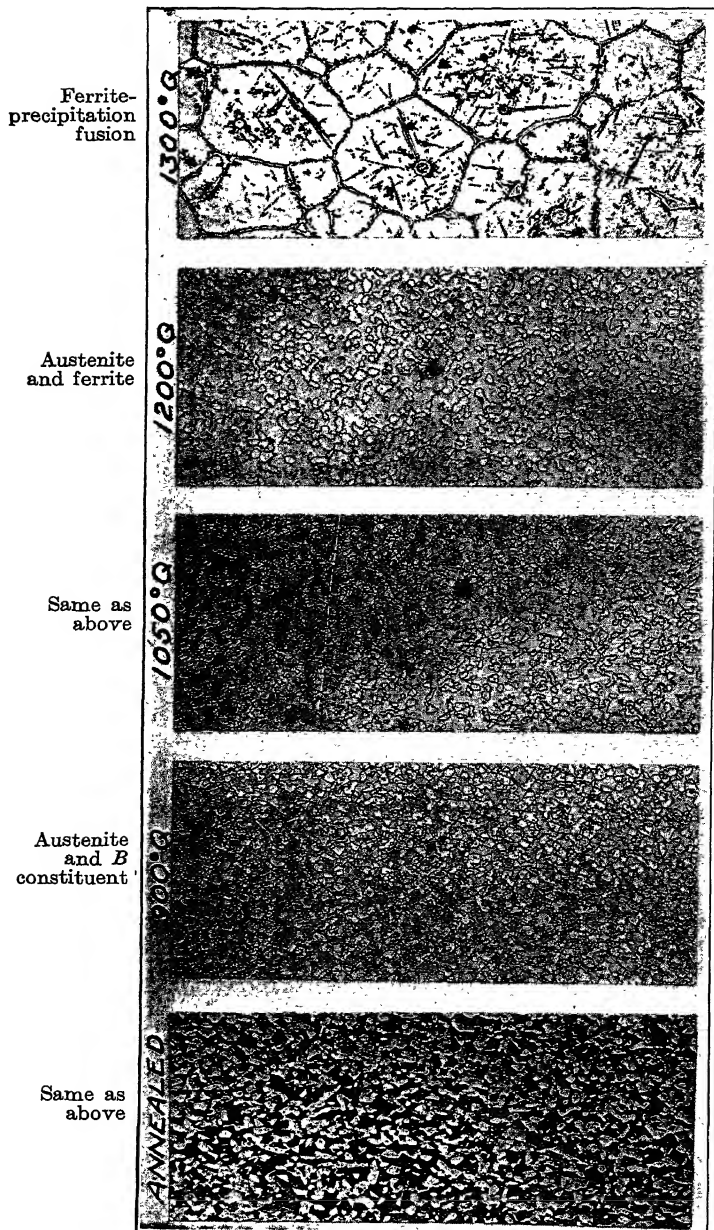 Ferrite-
precipitation
fusion
1300°Q
Austenite
and ferrite
1200°Q
Same as
above
1050°Q
Austenite
and B
constituent
900°Q
Same as
above
ANNEALED